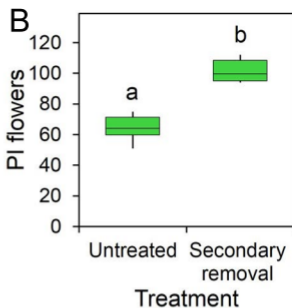 B
PI flowers
120
100
80
60
40
20
0
a
b
Untreated
Secondary
removal
Treatment